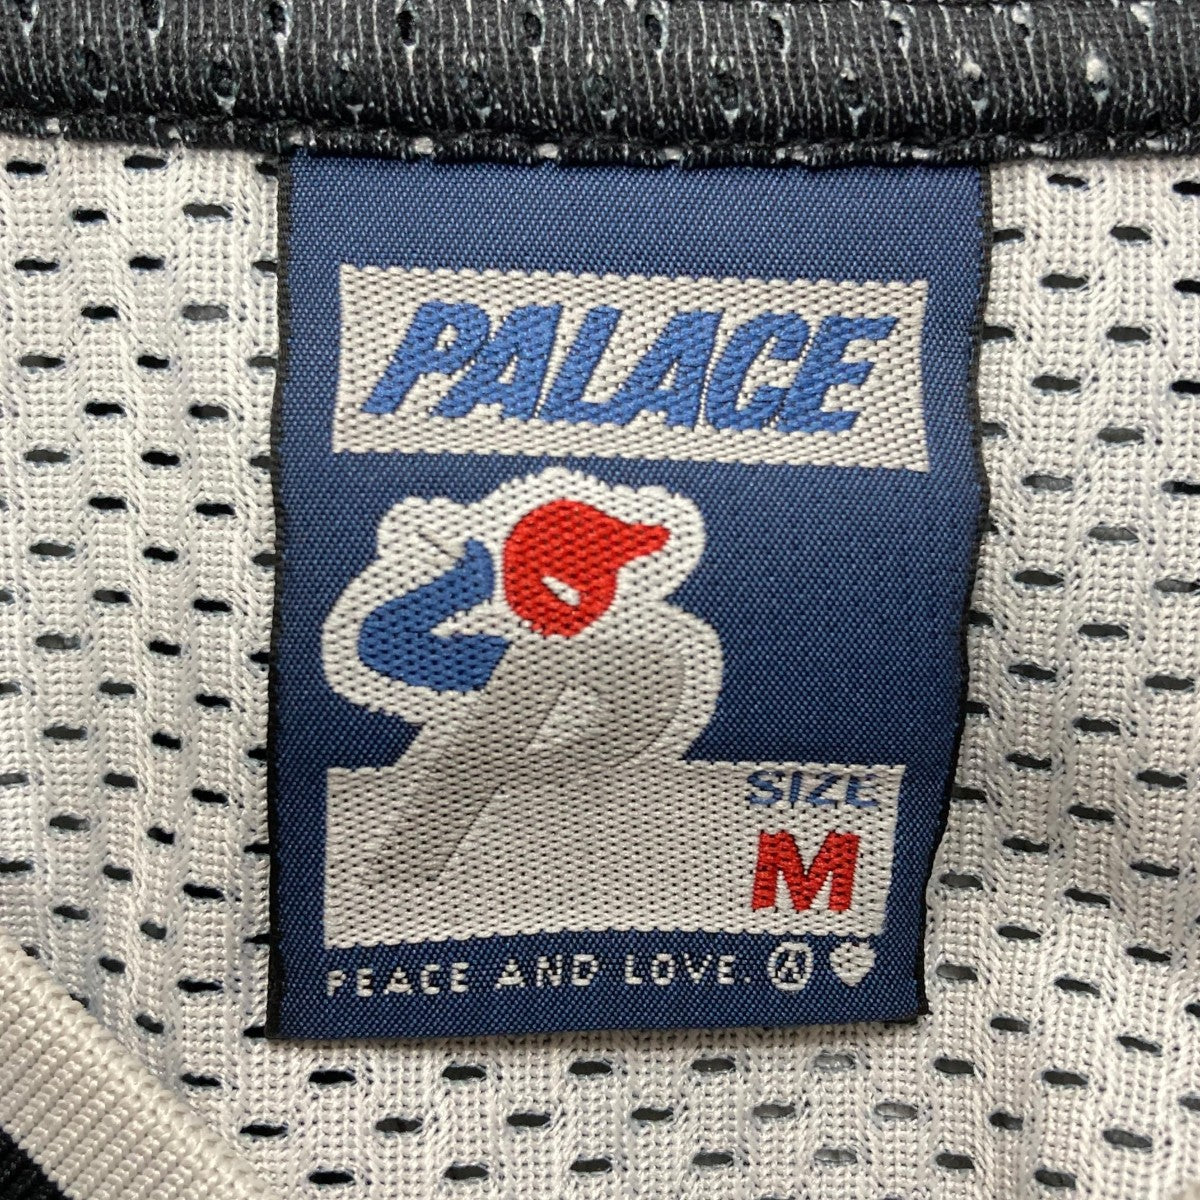 PALACE
SIZE
M
PEACE AND LOVE.